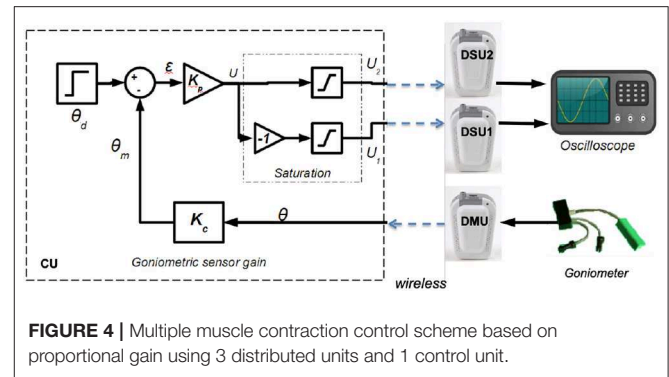 θd
+
-
ε
Kp
U
-1
Saturation
U2
U1
θm
Kc
θ
Goniometric sensor gain
CU
wireless
DSU2
DSU1
DMU
Oscilloscope
Goniometer
FIGURE 4 | Multiple muscle contraction control scheme based on
proportional gain using 3 distributed units and 1 control unit.